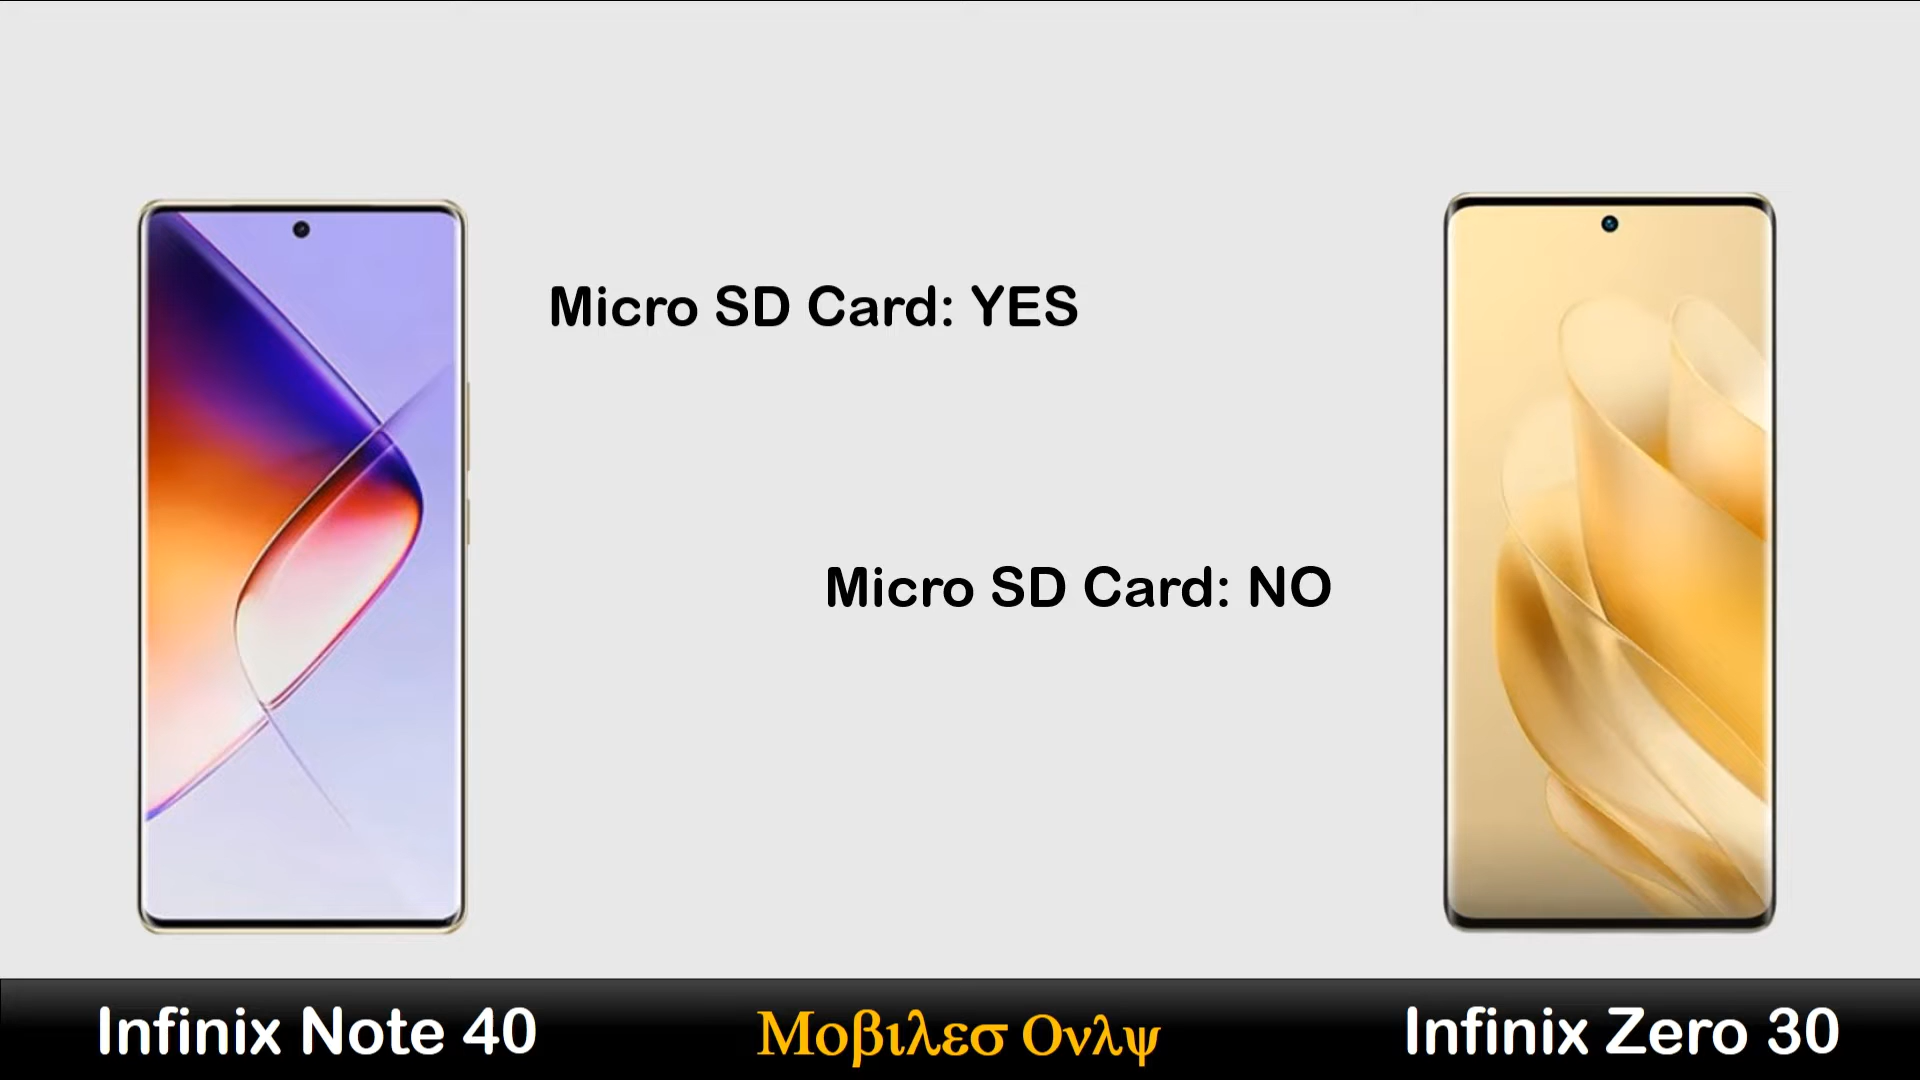 Micro SD Card: YES
Micro SD Card: NO
Infinix Note 40
Μοβιλεσ Ονλψ
Infinix Zero 30